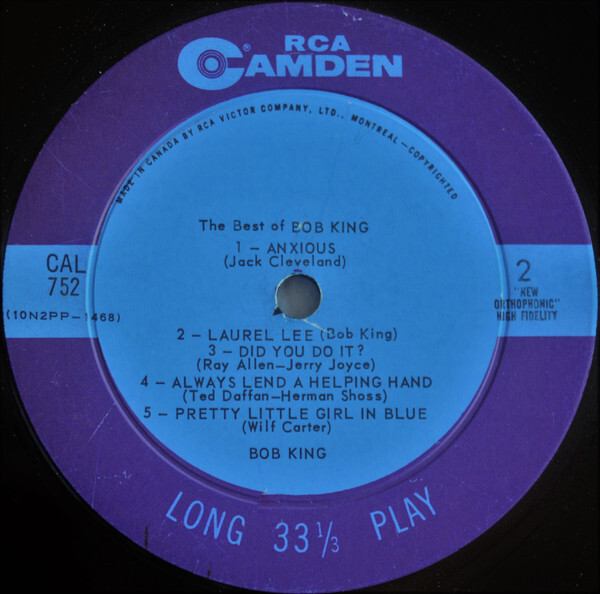 RCA
CAMDEN
®
MADE IN CANADA BY RCA VICTOR COMPANY, LTD., MONTREAL—COPYRIGHTED
The Best of BOB KING
1 — ANXIOUS
(Jack Cleveland)
CAL
752
(10N2PP-1468)
2
"NEW
ORTHOPHONIC"
HIGH FIDELITY
2 — LAUREL LEE (Bob King)
3 — DID YOU DO IT?
(Ray Allen—Jerry Joyce)
4 — ALWAYS LEND A HELPING HAND
(Ted Daffan—Herman Shoss)
5 — PRETTY LITTLE GIRL IN BLUE
(Wilf Carter)
BOB KING
LONG 33 1/3 PLAY